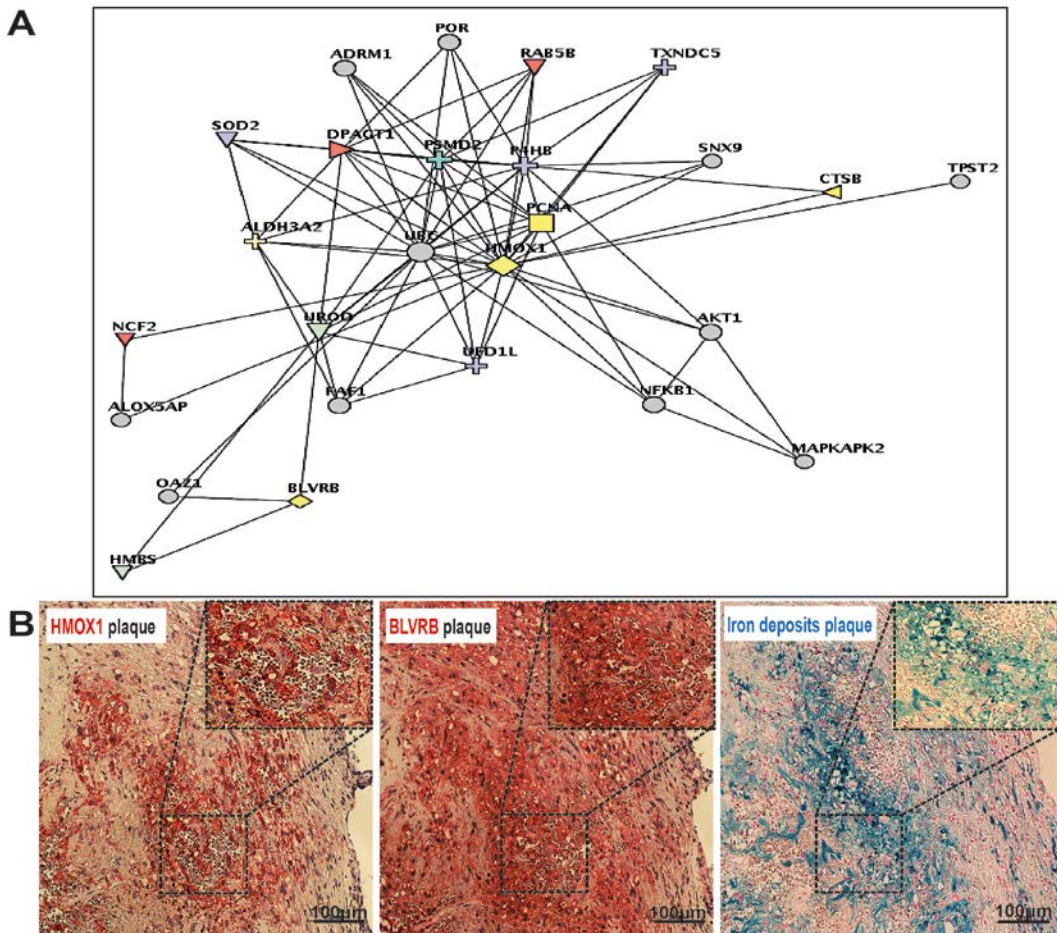 A
POR
ADRM1
RAB5B
TXNDC5
SOD2
DPAGT1
PSMD2
P4HB
SNX9
TPST2
CTSB
PCNA
ALDH3A2
UBC
HMOX1
NCF2
UROD
AKT1
UFD1L
ALOX5AP
FAF1
NFKB1
MAPKAPK2
OAZ1
BLVRB
HMBS
B
HMOX1 plaque
BLVRB plaque
Iron deposits plaque
100µm
100µm
100µm